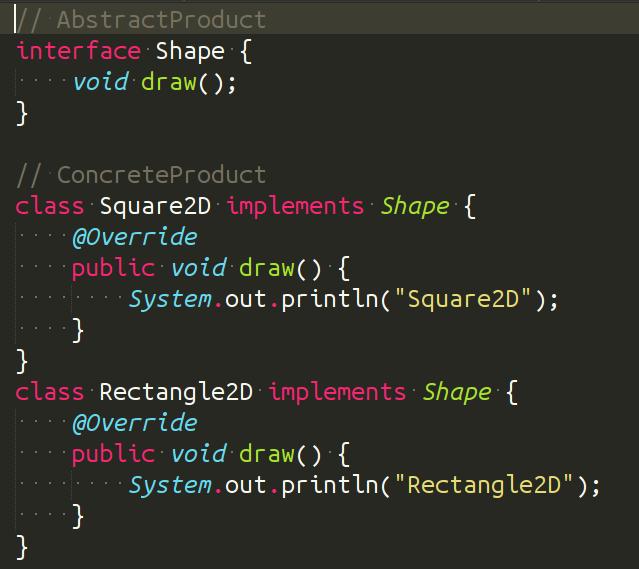 // AbstractProduct
interface Shape {
    void draw();
}

// ConcreteProduct
class Square2D implements Shape {
    @Override
    public void draw() {
        System.out.println("Square2D");
    }
}
class Rectangle2D implements Shape {
    @Override
    public void draw() {
        System.out.println("Rectangle2D");
    }
}